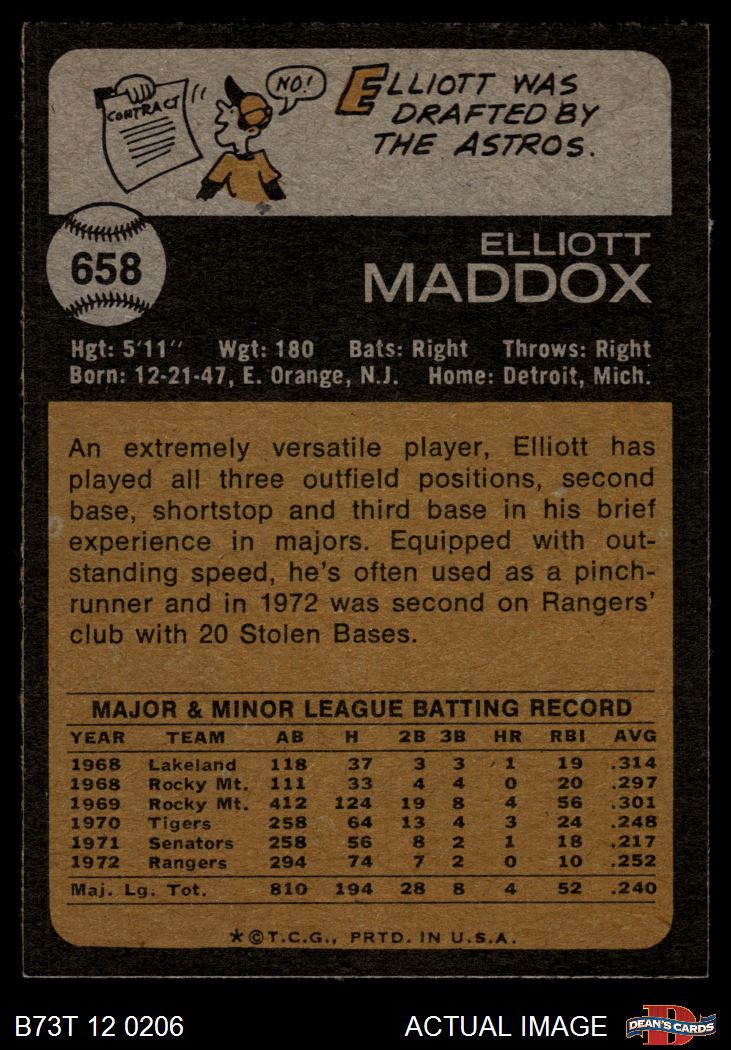 CONTRACT
NO!
ELLIOTT WAS
DRAFTED BY
THE ASTROS.
658
ELLIOTT
MADDOX
Hgt: 5'11" Wgt: 180 Bats: Right Throws: Right
Born: 12-21-47, E. Orange, N.J. Home: Detroit, Mich.
An extremely versatile player, Elliott has
played all three outfield positions, second
base, shortstop and third base in his brief
experience in majors. Equipped with out-
standing speed, he's often used as a pinch-
runner and in 1972 was second on Rangers'
club with 20 Stolen Bases.
MAJOR & MINOR LEAGUE BATTING RECORD
YEAR TEAM AB H 2B 3B HR RBI AVG
1968 Lakeland 118 37 3 3 1 19 .314
1968 Rocky Mt. 111 33 4 4 0 20 .297
1969 Rocky Mt. 412 124 19 8 4 56 .301
1970 Tigers 258 64 13 4 3 24 .248
1971 Senators 258 56 8 2 1 18 .217
1972 Rangers 294 74 7 2 0 10 .252
Maj. Lg. Tot. 810 194 28 8 4 52 .240
*©T.C.G., PRTD. IN U.S.A.
B73T 12 0206
ACTUAL IMAGE
D
DEAN'S CARDS